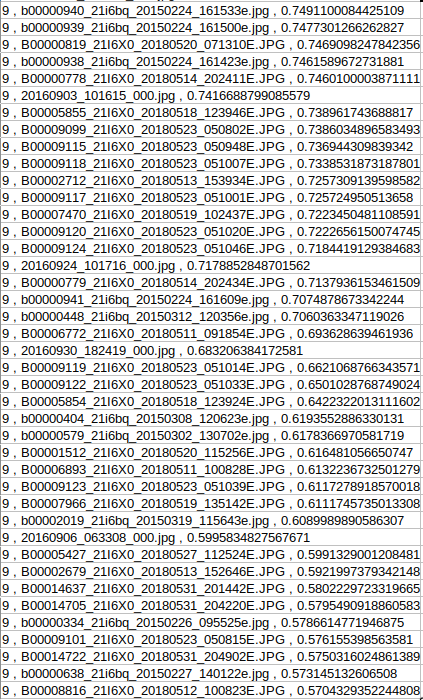 9 , b00000940_21i6bq_20150224_161533e.jpg , 0.7491100084425109
9 , b00000939_21i6bq_20150224_161500e.jpg , 0.7477301266262827
9 , B00000819_21I6X0_20180520_071310E.JPG , 0.7469098247842356
9 , b00000938_21i6bq_20150224_161423e.jpg , 0.7461589672731881
9 , B00000778_21I6X0_20180514_202411E.JPG , 0.7460100003871111
9 , 20160903_101615_000.jpg , 0.7416688799085579
9 , B00005855_21I6X0_20180518_123946E.JPG , 0.738961743688817
9 , B00009099_21I6X0_20180523_050802E.JPG , 0.7386034896583493
9 , B00009115_21I6X0_20180523_050948E.JPG , 0.736944309839342
9 , B00009118_21I6X0_20180523_051007E.JPG , 0.7338531873187801
9 , B00002712_21I6X0_20180513_153934E.JPG , 0.7257309139598582
9 , B00009117_21I6X0_20180523_051001E.JPG , 0.725724950513658
9 , B00007470_21I6X0_20180519_102437E.JPG , 0.7223450481108591
9 , B00009120_21I6X0_20180523_051020E.JPG , 0.7222656150074745
9 , B00009124_21I6X0_20180523_051046E.JPG , 0.7184419129384683
9 , 20160924_101716_000.jpg , 0.7178852848701562
9 , B00000779_21I6X0_20180514_202434E.JPG , 0.7137936153461509
9 , b00000941_21i6bq_20150224_161609e.jpg , 0.7074878673342244
9 , b00000448_21i6bq_20150312_120356e.jpg , 0.7060363347119026
9 , B00006772_21I6X0_20180511_091854E.JPG , 0.693628639461936
9 , 20160930_182419_000.jpg , 0.683206384172581
9 , B00009119_21I6X0_20180523_051014E.JPG , 0.6621068766343571
9 , B00009122_21I6X0_20180523_051033E.JPG , 0.6501028768749024
9 , B00005854_21I6X0_20180518_123924E.JPG , 0.6422322013111602
9 , b00000404_21i6bq_20150308_120623e.jpg , 0.6193552886330131
9 , b00000579_21i6bq_20150302_130702e.jpg , 0.6178366970581719
9 , B00001512_21I6X0_20180520_115256E.JPG , 0.616481056650747
9 , B00006893_21I6X0_20180511_100828E.JPG , 0.6132236732501279
9 , B00009123_21I6X0_20180523_051039E.JPG , 0.6117278918570018
9 , B00007966_21I6X0_20180519_135142E.JPG , 0.6111745735013308
9 , b00002019_21i6bq_20150319_115643e.jpg , 0.6089989890586307
9 , 20160906_063308_000.jpg , 0.5995834827567671
9 , B00005427_21I6X0_20180527_112524E.JPG , 0.5991329001208481
9 , B00002679_21I6X0_20180513_152646E.JPG , 0.5921997379342148
9 , B00014637_21I6X0_20180531_201442E.JPG , 0.5802229723319665
9 , B00014705_21I6X0_20180531_204220E.JPG , 0.5795490918860583
9 , b00000334_21i6bq_20150226_095525e.jpg , 0.5786614771946875
9 , B00009101_21I6X0_20180523_050815E.JPG , 0.576155398563581
9 , B00014722_21I6X0_20180531_204902E.JPG , 0.5750316024861389
9 , b00000638_21i6bq_20150227_140122e.jpg , 0.573145132606508
9 , B00008816_21I6X0_20180512_100823E.JPG , 0.5704329352244808